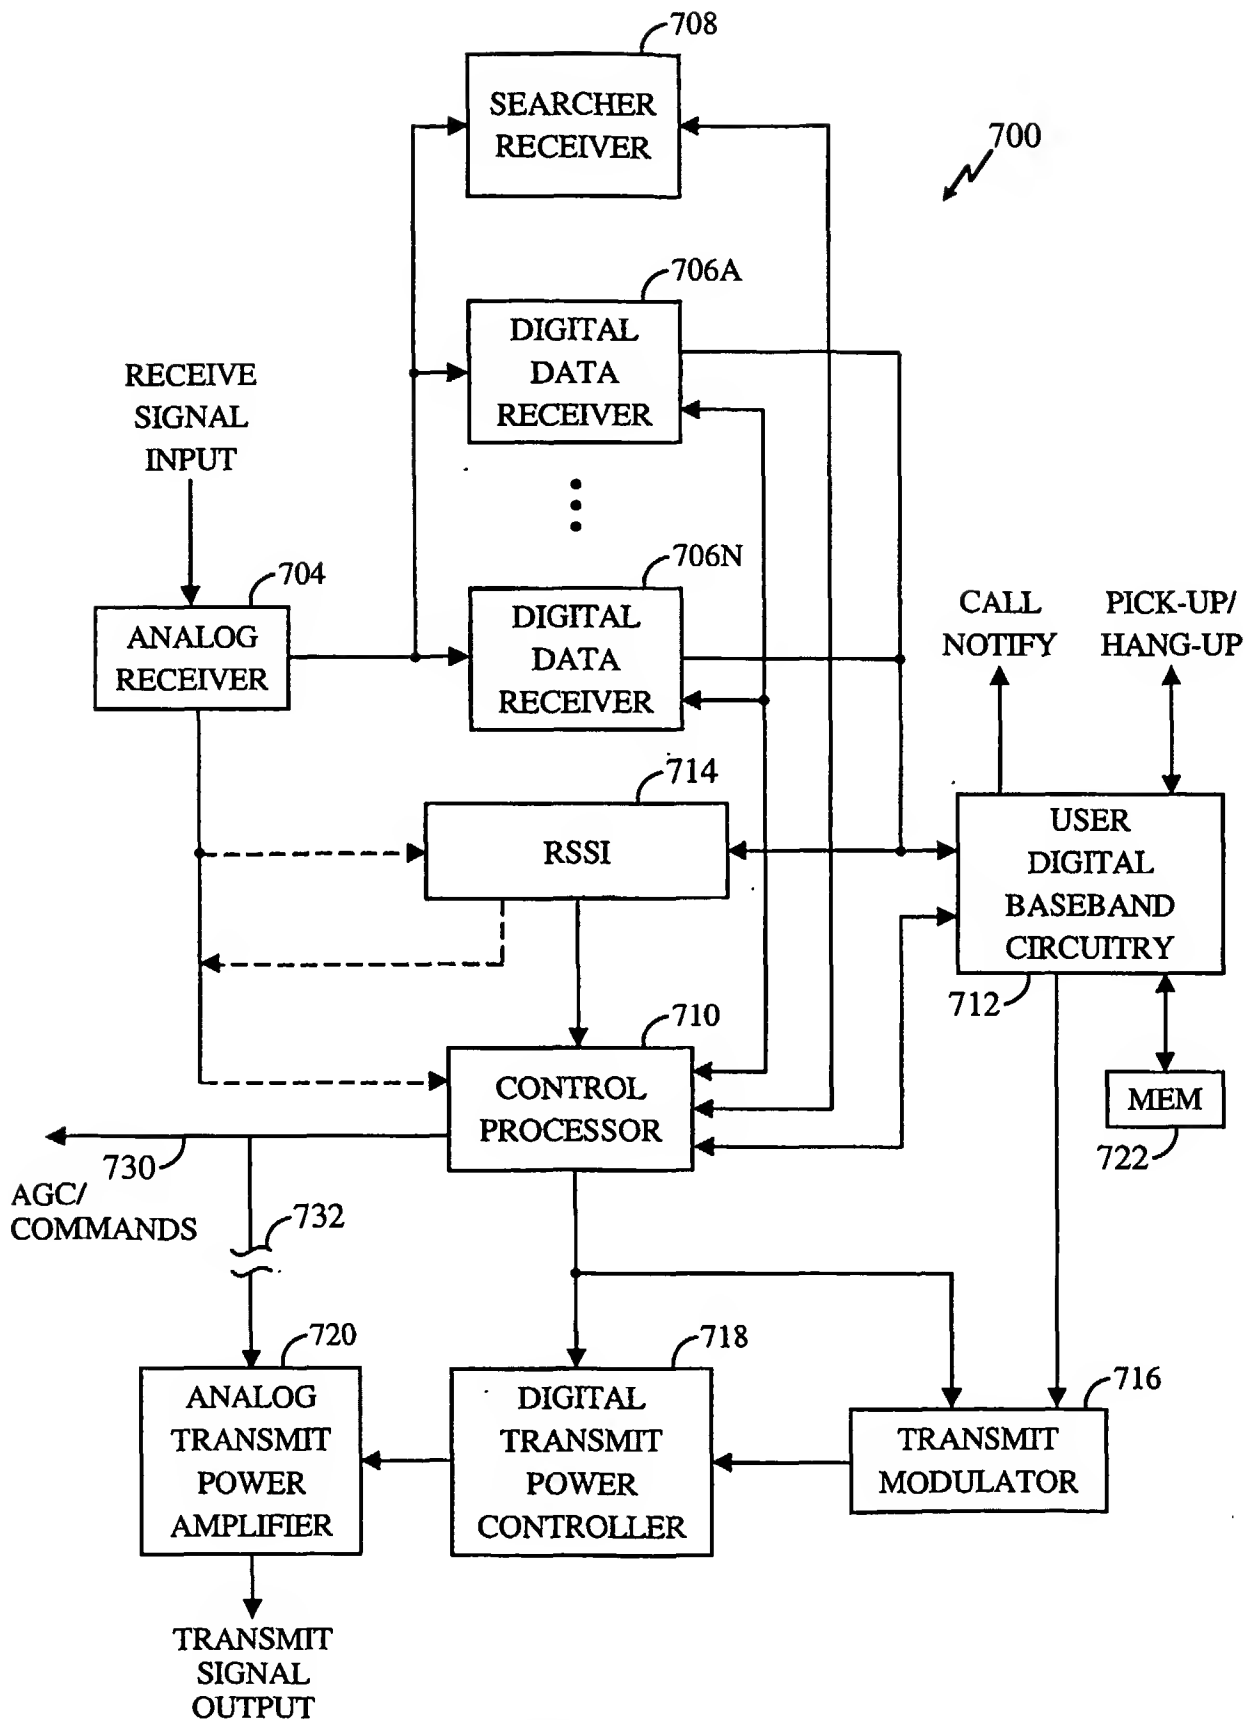 708
SEARCHER
RECEIVER
700
706A
DIGITAL
DATA
RECEIVER
RECEIVE
SIGNAL
INPUT
706N
704
ANALOG
RECEIVER
DIGITAL
DATA
RECEIVER
CALL
NOTIFY
PICK-UP/
HANG-UP
714
RSSI
USER
DIGITAL
BASEBAND
CIRCUITRY
712
710
CONTROL
PROCESSOR
MEM
722
730
AGC/
COMMANDS
732
720
ANALOG
TRANSMIT
POWER
AMPLIFIER
718
DIGITAL
TRANSMIT
POWER
CONTROLLER
716
TRANSMIT
MODULATOR
TRANSMIT
SIGNAL
OUTPUT